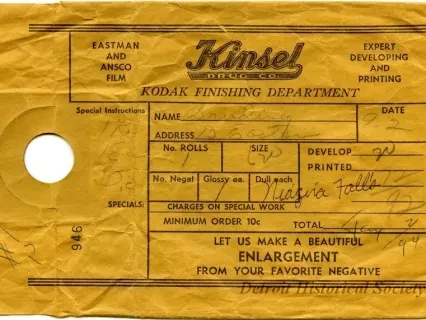 EASTMAN
AND
ANSCO
FILM
Kinsel
DRUG CO.
EXPERT
DEVELOPING
AND
PRINTING
KODAK FINISHING DEPARTMENT
Special Instructions
NAME
DATE
ADDRESS
No. ROLLS
SIZE
DEVELOP 20
1
PRINTED
No. Negat
Glossy ea.
Dull each
Niagra Falls
SPECIALS:
CHARGES ON SPECIAL WORK
MINIMUM ORDER 10c
TOTAL
946
LET US MAKE A BEAUTIFUL
ENLARGEMENT
FROM YOUR FAVORITE NEGATIVE
Detroit Historical Society